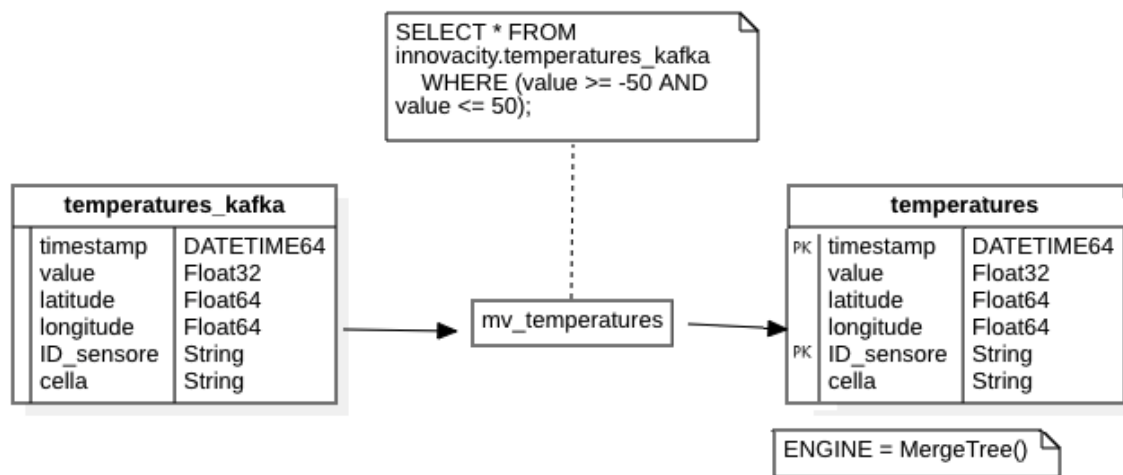 SELECT * FROM
innovacity.temperatures_kafka
WHERE (value >= -50 AND
value <= 50);
temperatures_kafka
timestamp DATETIME64
value Float32
latitude Float64
longitude Float64
ID_sensore String
cella String
mv_temperatures
temperatures
PK timestamp DATETIME64
value Float32
latitude Float64
longitude Float64
PK ID_sensore String
cella String
ENGINE = MergeTree()